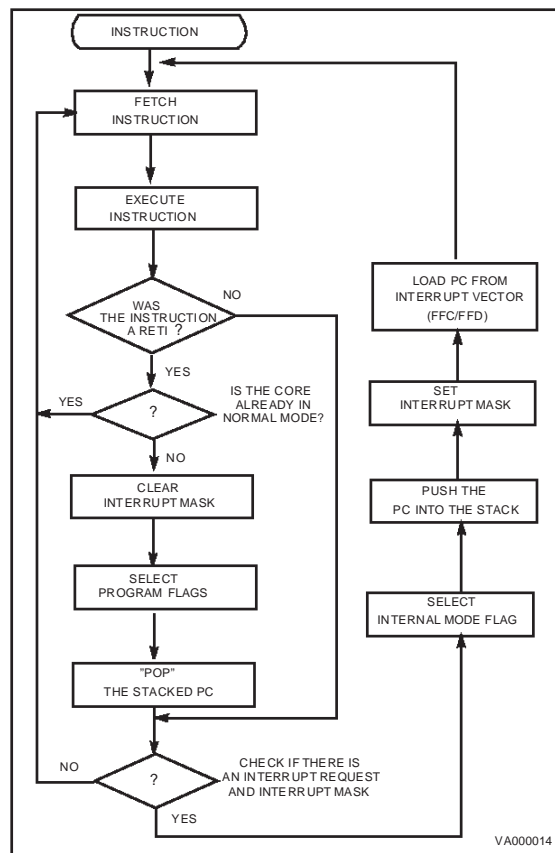 INSTRUCTION
FETCH
INSTRUCTION
EXECUTE
INSTRUCTION
WAS
THE INSTRUCTION
A RETI ?
NO
YES
?
YES
IS THE CORE
ALREADY IN
NORMAL MODE?
NO
CLEAR
INTERRUPT MASK
SELECT
PROGRAM FLAGS
"POP"
THE STACKED PC
?
NO
CHECK IF THERE IS
AN INTERRUPT REQUEST
AND INTERRUPT MASK
YES
SELECT
INTERNAL MODE FLAG
PUSH THE
PC INTO THE STACK
SET
INTERRUPT MASK
LOAD PC FROM
INTERRUPT VECTOR
(FFC/FFD)
VA000014